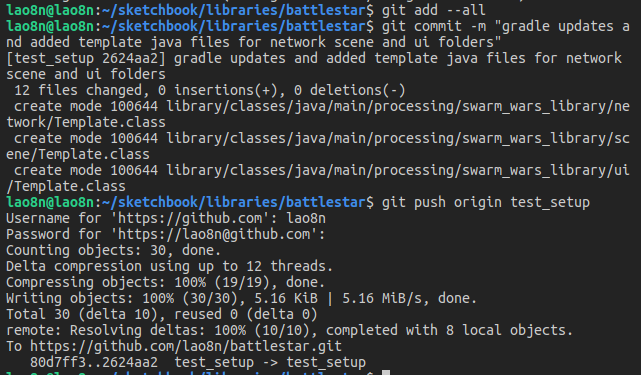 lao8n@lao8n:~/sketchbook/libraries/battlestar$ git add --all
lao8n@lao8n:~/sketchbook/libraries/battlestar$ git commit -m "gradle updates a
nd added template java files for network scene and ui folders"
[test_setup 2624aa2] gradle updates and added template java files for network
scene and ui folders
 12 files changed, 0 insertions(+), 0 deletions(-)
 create mode 100644 library/classes/java/main/processing/swarm_wars_library/ne
twork/Template.class
 create mode 100644 library/classes/java/main/processing/swarm_wars_library/sc
ene/Template.class
 create mode 100644 library/classes/java/main/processing/swarm_wars_library/ui
/Template.class
lao8n@lao8n:~/sketchbook/libraries/battlestar$ git push origin test_setup
Username for 'https://github.com': lao8n
Password for 'https://lao8n@github.com':
Counting objects: 30, done.
Delta compression using up to 12 threads.
Compressing objects: 100% (19/19), done.
Writing objects: 100% (30/30), 5.16 KiB | 5.16 MiB/s, done.
Total 30 (delta 10), reused 0 (delta 0)
remote: Resolving deltas: 100% (10/10), completed with 8 local objects.
To https://github.com/lao8n/battlestar.git
   80d7ff3..2624aa2  test_setup -> test_setup